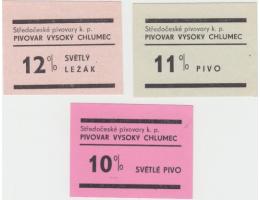 Středočeské pivovary k. p.
PIVOVAR VYSOKÝ CHLUMEC
12% SVĚTLÝ
LEŽÁK
Středočeské pivovary k. p.
PIVOVAR VYSOKÝ CHLUMEC
11% PIVO
Středočeské pivovary k. p.
PIVOVAR VYSOKÝ CHLUMEC
10% SVĚTLÉ PIVO